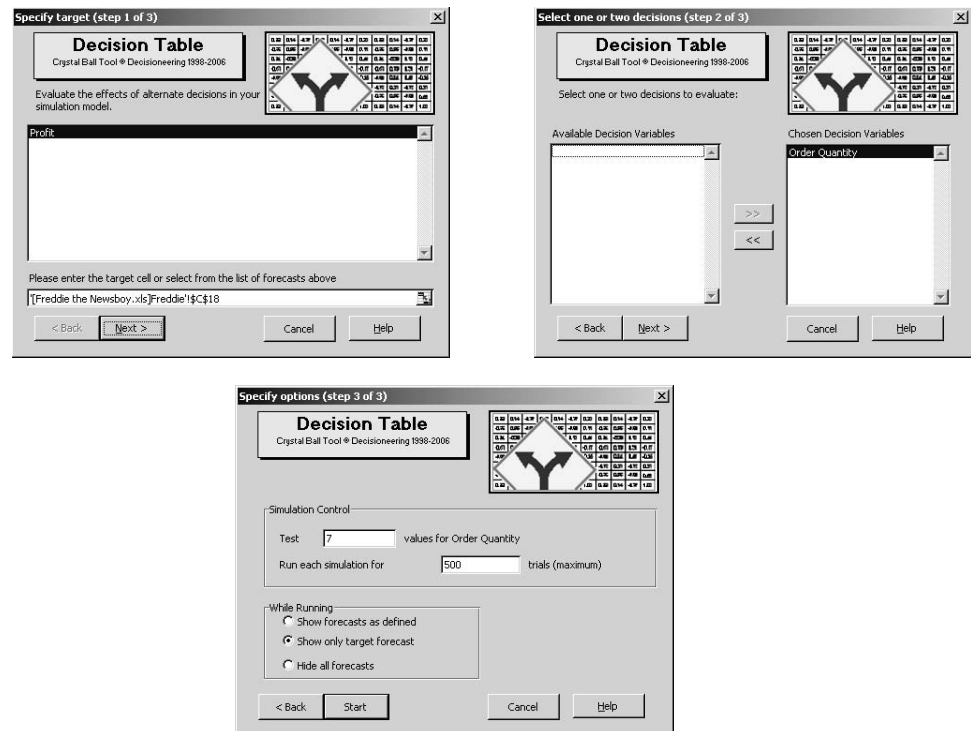 Specify target (step 1 of 3)
Decision Table
Crystal Ball Tool ® Decisioneering 1998-2006
Evaluate the effects of alternate decisions in your
simulation model.
Profit
Please enter the target cell or select from the list of forecasts above
'[Freddie the Newsboy.xls]Freddie'!$C$18
< Back
Next >
Cancel
Help
Select one or two decisions (step 2 of 3)
Decision Table
Crystal Ball Tool ® Decisioneering 1998-2006
Select one or two decisions to evaluate:
Available Decision Variables
Chosen Decision Variables
Order Quantity
>>
<<
< Back
Next >
Cancel
Help
Specify options (step 3 of 3)
Decision Table
Crystal Ball Tool ® Decisioneering 1998-2006
Simulation Control
Test 7 values for Order Quantity
Run each simulation for 500 trials (maximum)
While Running
Show forecasts as defined
Show only target forecast
Hide all forecasts
< Back
Start
Cancel
Help